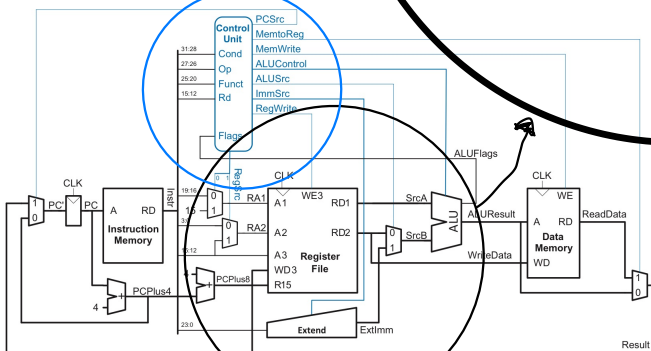 PCSrc
Control
Unit
MemtoReg
MemWrite
31:28 Cond
ALUControl
27:26 Op
ALUSrc
25:20 Funct
ImmSrc
15:12 Rd
RegWrite
Flags
ALUFlags
0 1
RegSrc
CLK
CLK
CLK
Instr
19:16
0
1
RA1
A1
WE3
RD1
SrcA
WE
1
0
PC'
PC
A RD
Instruction
Memory
15
3:0
0
1
RA2
A2
RD2
0
1
SrcB
ALU
ALUResult
A RD
ReadData
Data
Memory
15:12
A3
Register
File
WriteData
WD
WD3
R15
4
+
PCPlus4
4
+
PCPlus8
1
0
23:0
Extend
ExtImm
Result